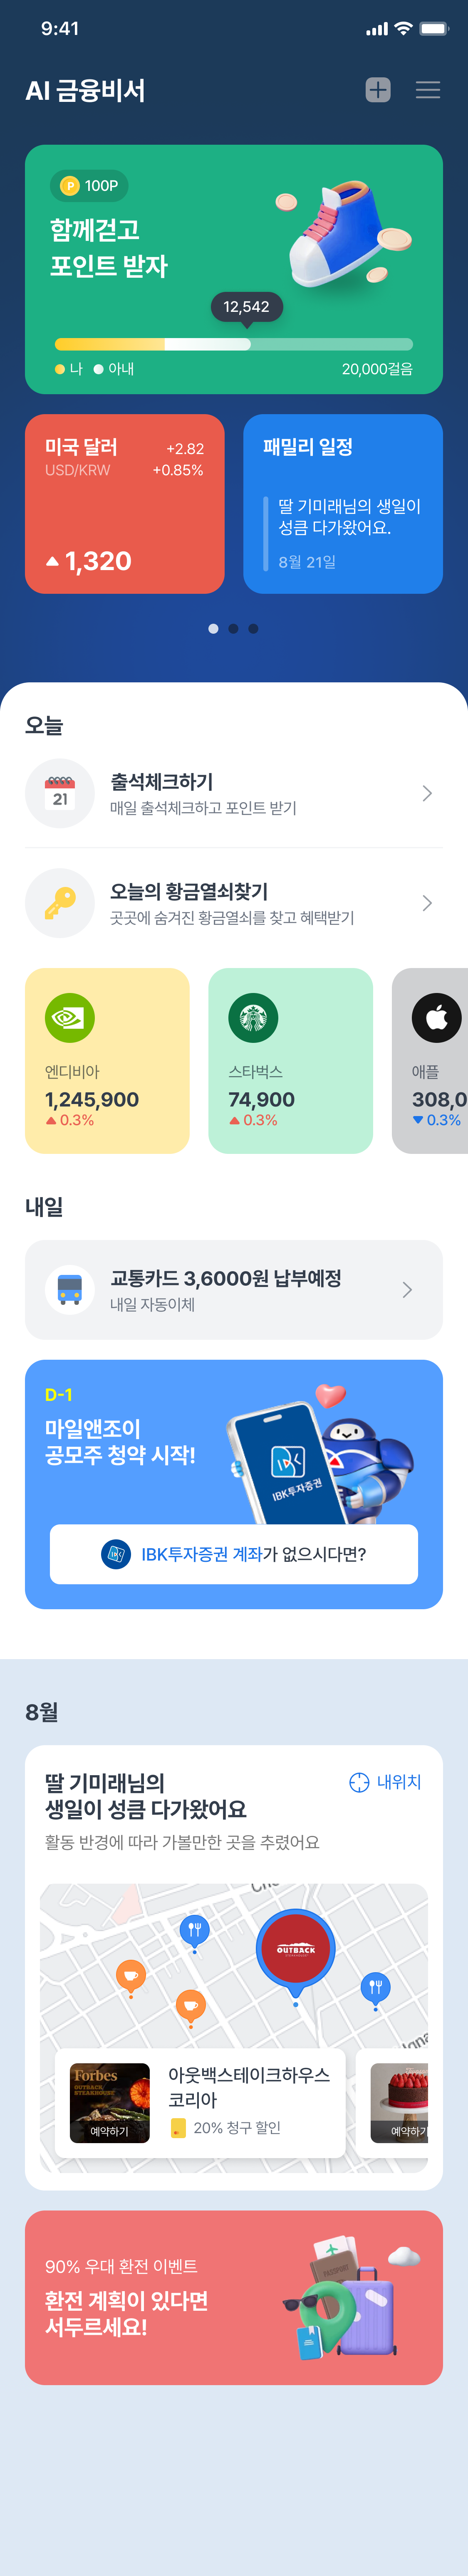 9:41
AI 금융비서
P 100P
함께걷고
포인트 받자
12,542
나 아내 20,000걸음
미국 달러 +2.82
USD/KRW +0.85%
1,320
패밀리 일정
딸 기미래님의 생일이
성큼 다가왔어요.
8월 21일
오늘
21
출석체크하기
매일 출석체크하고 포인트 받기
오늘의 황금열쇠찾기
곳곳에 숨겨진 황금열쇠를 찾고 혜택받기
엔디비아
1,245,900
0.3%
스타벅스
74,900
0.3%
애플
308,0
0.3%
내일
교통카드 3,6000원 납부예정
내일 자동이체
D-1
마일앤조이
공모주 청약 시작!
IBK투자증권
IBK투자증권 계좌가 없으시다면?
8월
딸 기미래님의
생일이 성큼 다가왔어요
내위치
활동 반경에 따라 가볼만한 곳을 추렸어요
OUTBACK
STEAKHOUSE
Forbes
OUTBACK
STEAKHOUSE
예약하기
아웃백스테이크하우스
코리아
20% 청구 할인
예약하기
90% 우대 환전 이벤트
환전 계획이 있다면
서두르세요!
PASSPORT